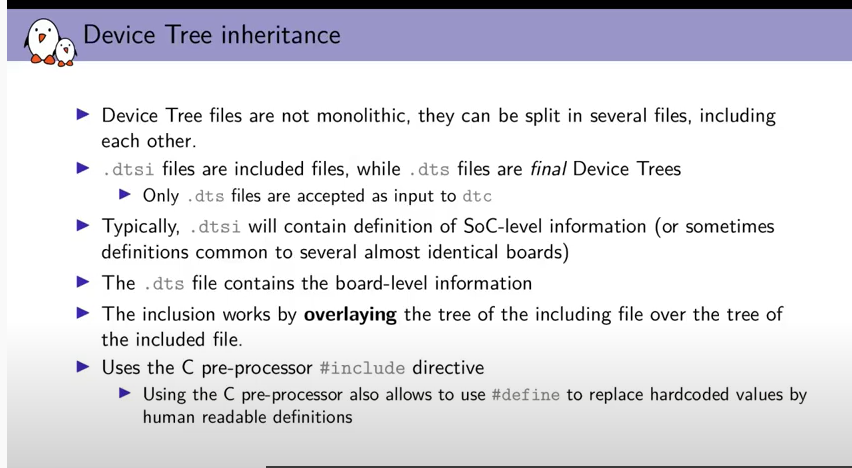 Device Tree inheritance
Device Tree files are not monolithic, they can be split in several files, including
each other.
.dtsi files are included files, while .dts files are final Device Trees
Only .dts files are accepted as input to dtc
Typically, .dtsi will contain definition of SoC-level information (or sometimes
definitions common to several almost identical boards)
The .dts file contains the board-level information
The inclusion works by overlaying the tree of the including file over the tree of
the included file.
Uses the C pre-processor #include directive
Using the C pre-processor also allows to use #define to replace hardcoded values by
human readable definitions